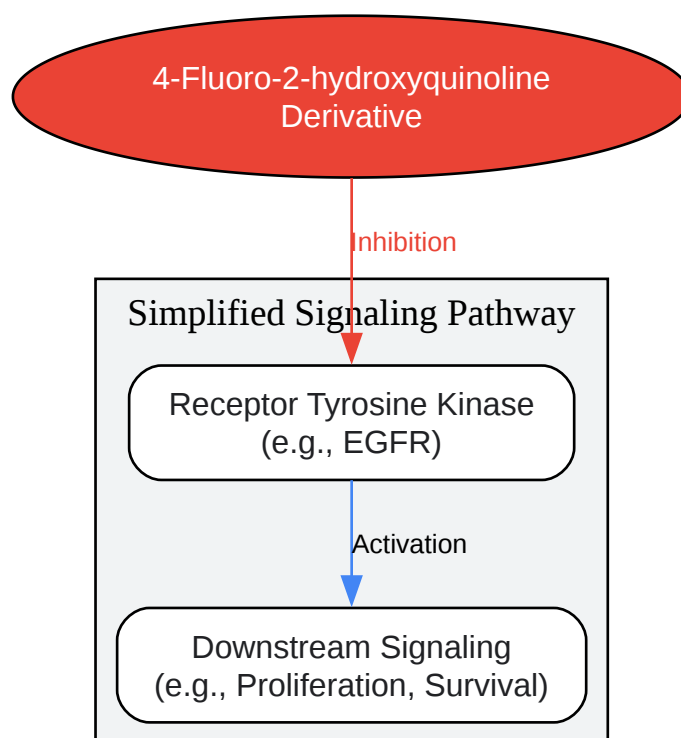 4-Fluoro-2-hydroxyquinoline
Derivative
Inhibition
Simplified Signaling Pathway
Receptor Tyrosine Kinase
(e.g., EGFR)
Activation
Downstream Signaling
(e.g., Proliferation, Survival)